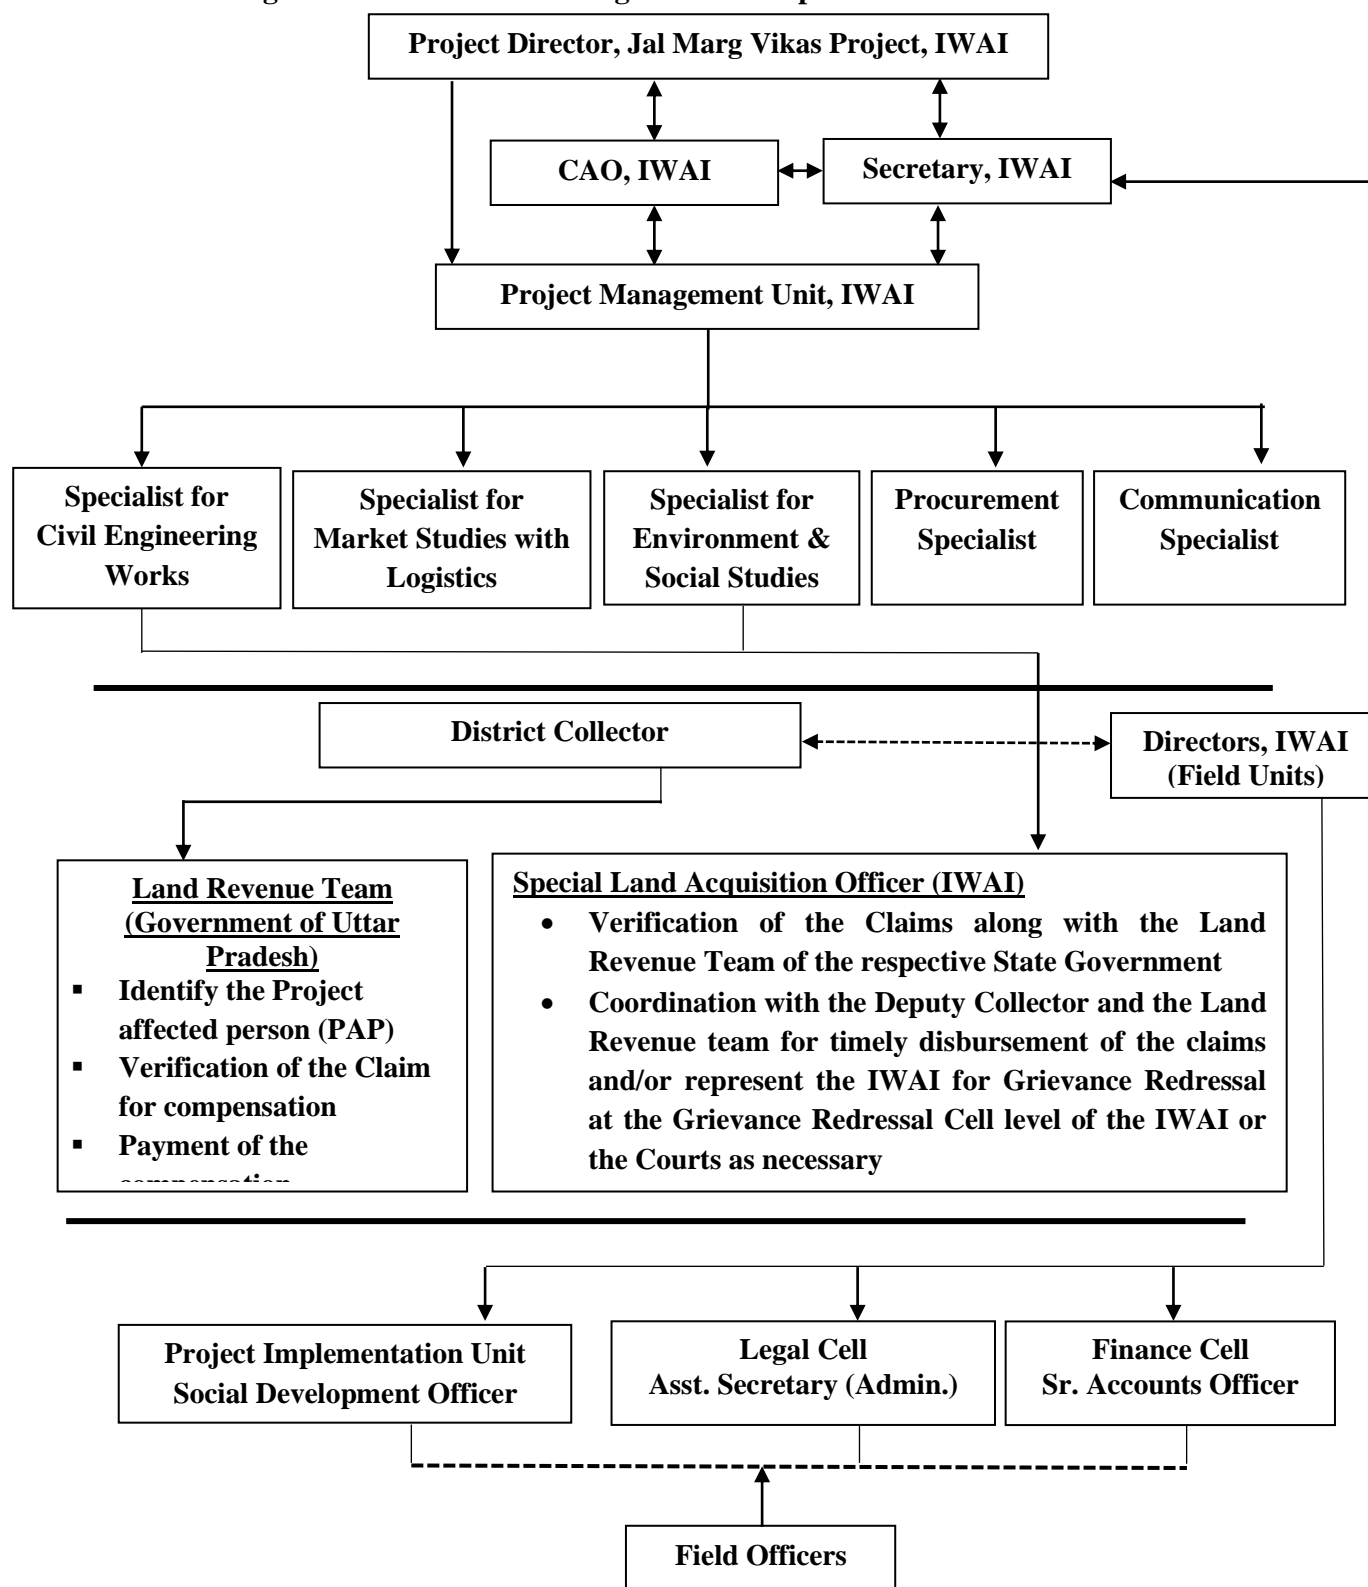 Project Director, Jal Marg Vikas Project, IWAI
CAO, IWAI
Secretary, IWAI
Project Management Unit, IWAI
Specialist for
Civil Engineering
Works
Specialist for
Market Studies with
Logistics
Specialist for
Environment &
Social Studies
Procurement
Specialist
Communication
Specialist
District Collector
Directors, IWAI
(Field Units)
Land Revenue Team
(Government of Uttar
Pradesh)
▪ Identify the Project
affected person (PAP)
▪ Verification of the Claim
for compensation
▪ Payment of the
Special Land Acquisition Officer (IWAI)
• Verification of the Claims along with the Land
Revenue Team of the respective State Government
• Coordination with the Deputy Collector and the Land
Revenue team for timely disbursement of the claims
and/or represent the IWAI for Grievance Redressal
at the Grievance Redressal Cell level of the IWAI or
the Courts as necessary
Project Implementation Unit
Social Development Officer
Legal Cell
Asst. Secretary (Admin.)
Finance Cell
Sr. Accounts Officer
Field Officers